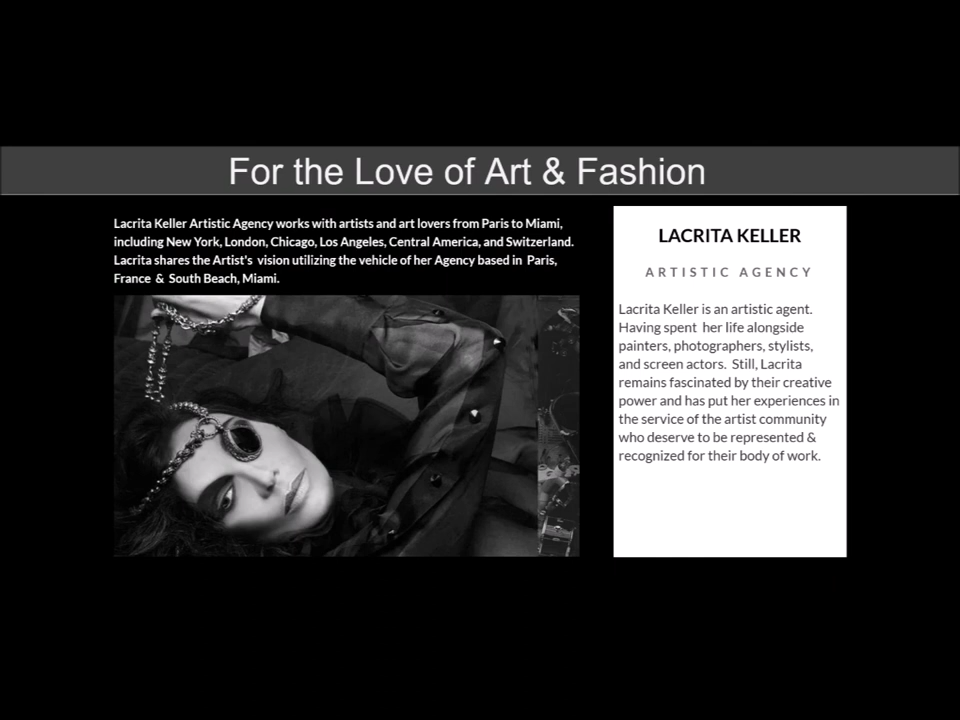 For the Love of Art & Fashion
Lacrita Keller Artistic Agency works with artists and art lovers from Paris to Miami,
including New York, London, Chicago, Los Angeles, Central America, and Switzerland.
Lacrita shares the Artist's vision utilizing the vehicle of her Agency based in Paris,
France & South Beach, Miami.
LACRITA KELLER
ARTISTIC AGENCY
Lacrita Keller is an artistic agent.
Having spent her life alongside
painters, photographers, stylists,
and screen actors. Still, Lacrita
remains fascinated by their creative
power and has put her experiences in
the service of the artist community
who deserve to be represented &
recognized for their body of work.